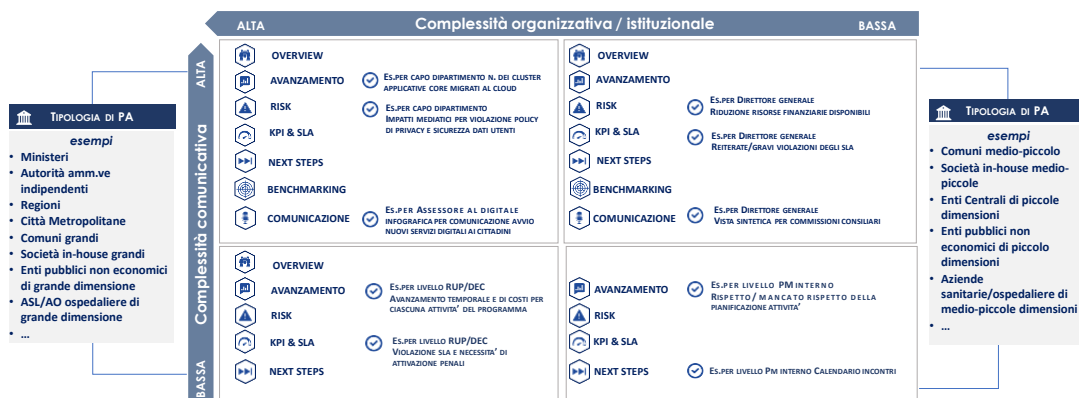 Complessità organizzativa / istituzionale
ALTA
BASSA
Complessità comunicativa
ALTA
BASSA
TIPOLOGIA DI PA
esempi
• Ministeri
• Autorità amm.ve
indipendenti
• Regioni
• Città Metropolitane
• Comuni grandi
• Società in-house grandi
• Enti pubblici non economici
di grande dimensione
• ASL/AO ospedaliere di
grande dimensione
• ...
OVERVIEW
AVANZAMENTO
ES.PER CAPO DIPARTIMENTO N. DEI CLUSTER
APPLICATIVE CORE MIGRATI AL CLOUD
RISK
ES.PER CAPO DIPARTIMENTO
IMPATTI MEDIATICI PER VIOLAZIONE POLICY
DI PRIVACY E SICUREZZA DATI UTENTI
KPI & SLA
NEXT STEPS
BENCHMARKING
COMUNICAZIONE
ES.PER ASSESSORE AL DIGITALE
INFOGRAFICA PER COMUNICAZIONE AVVIO
NUOVI SERVIZI DIGITALI AI CITTADINI
OVERVIEW
AVANZAMENTO
RISK
ES.PER DIRETTORE GENERALE
RIDUZIONE RISORSE FINANZIARIE DISPONIBILI
KPI & SLA
ES.PER DIRETTORE GENERALE
REITERATE/GRAVI VIOLAZIONI DEGLI SLA
NEXT STEPS
BENCHMARKING
COMUNICAZIONE
ES.PER DIRETTORE GENERALE
VISTA SINTETICA PER COMMISSIONI CONSILIARI
OVERVIEW
AVANZAMENTO
ES.PER LIVELLO RUP/DEC
AVANZAMENTO TEMPORALE E DI COSTI PER
CIASCUNA ATTIVITA' DEL PROGRAMMA
RISK
KPI & SLA
ES.PER LIVELLO RUP/DEC
VIOLAZIONE SLA E NECESSITA' DI
ATTIVAZIONE PENALI
NEXT STEPS
AVANZAMENTO
ES.PER LIVELLO PM INTERNO
RISPETTO/ MANCATO RISPETTO DELLA
PIANIFICAZIONE ATTIVITA'
RISK
KPI & SLA
NEXT STEPS
ES.PER LIVELLO PM INTERNO CALENDARIO INCONTRI
TIPOLOGIA DI PA
esempi
• Comuni medio-piccolo
• Società in-house medio-
piccole
• Enti Centrali di piccole
dimensioni
• Enti pubblici non
economici di piccolo
dimensioni
• Aziende
sanitarie/ospedaliere di
medio-piccole dimensioni
• ...